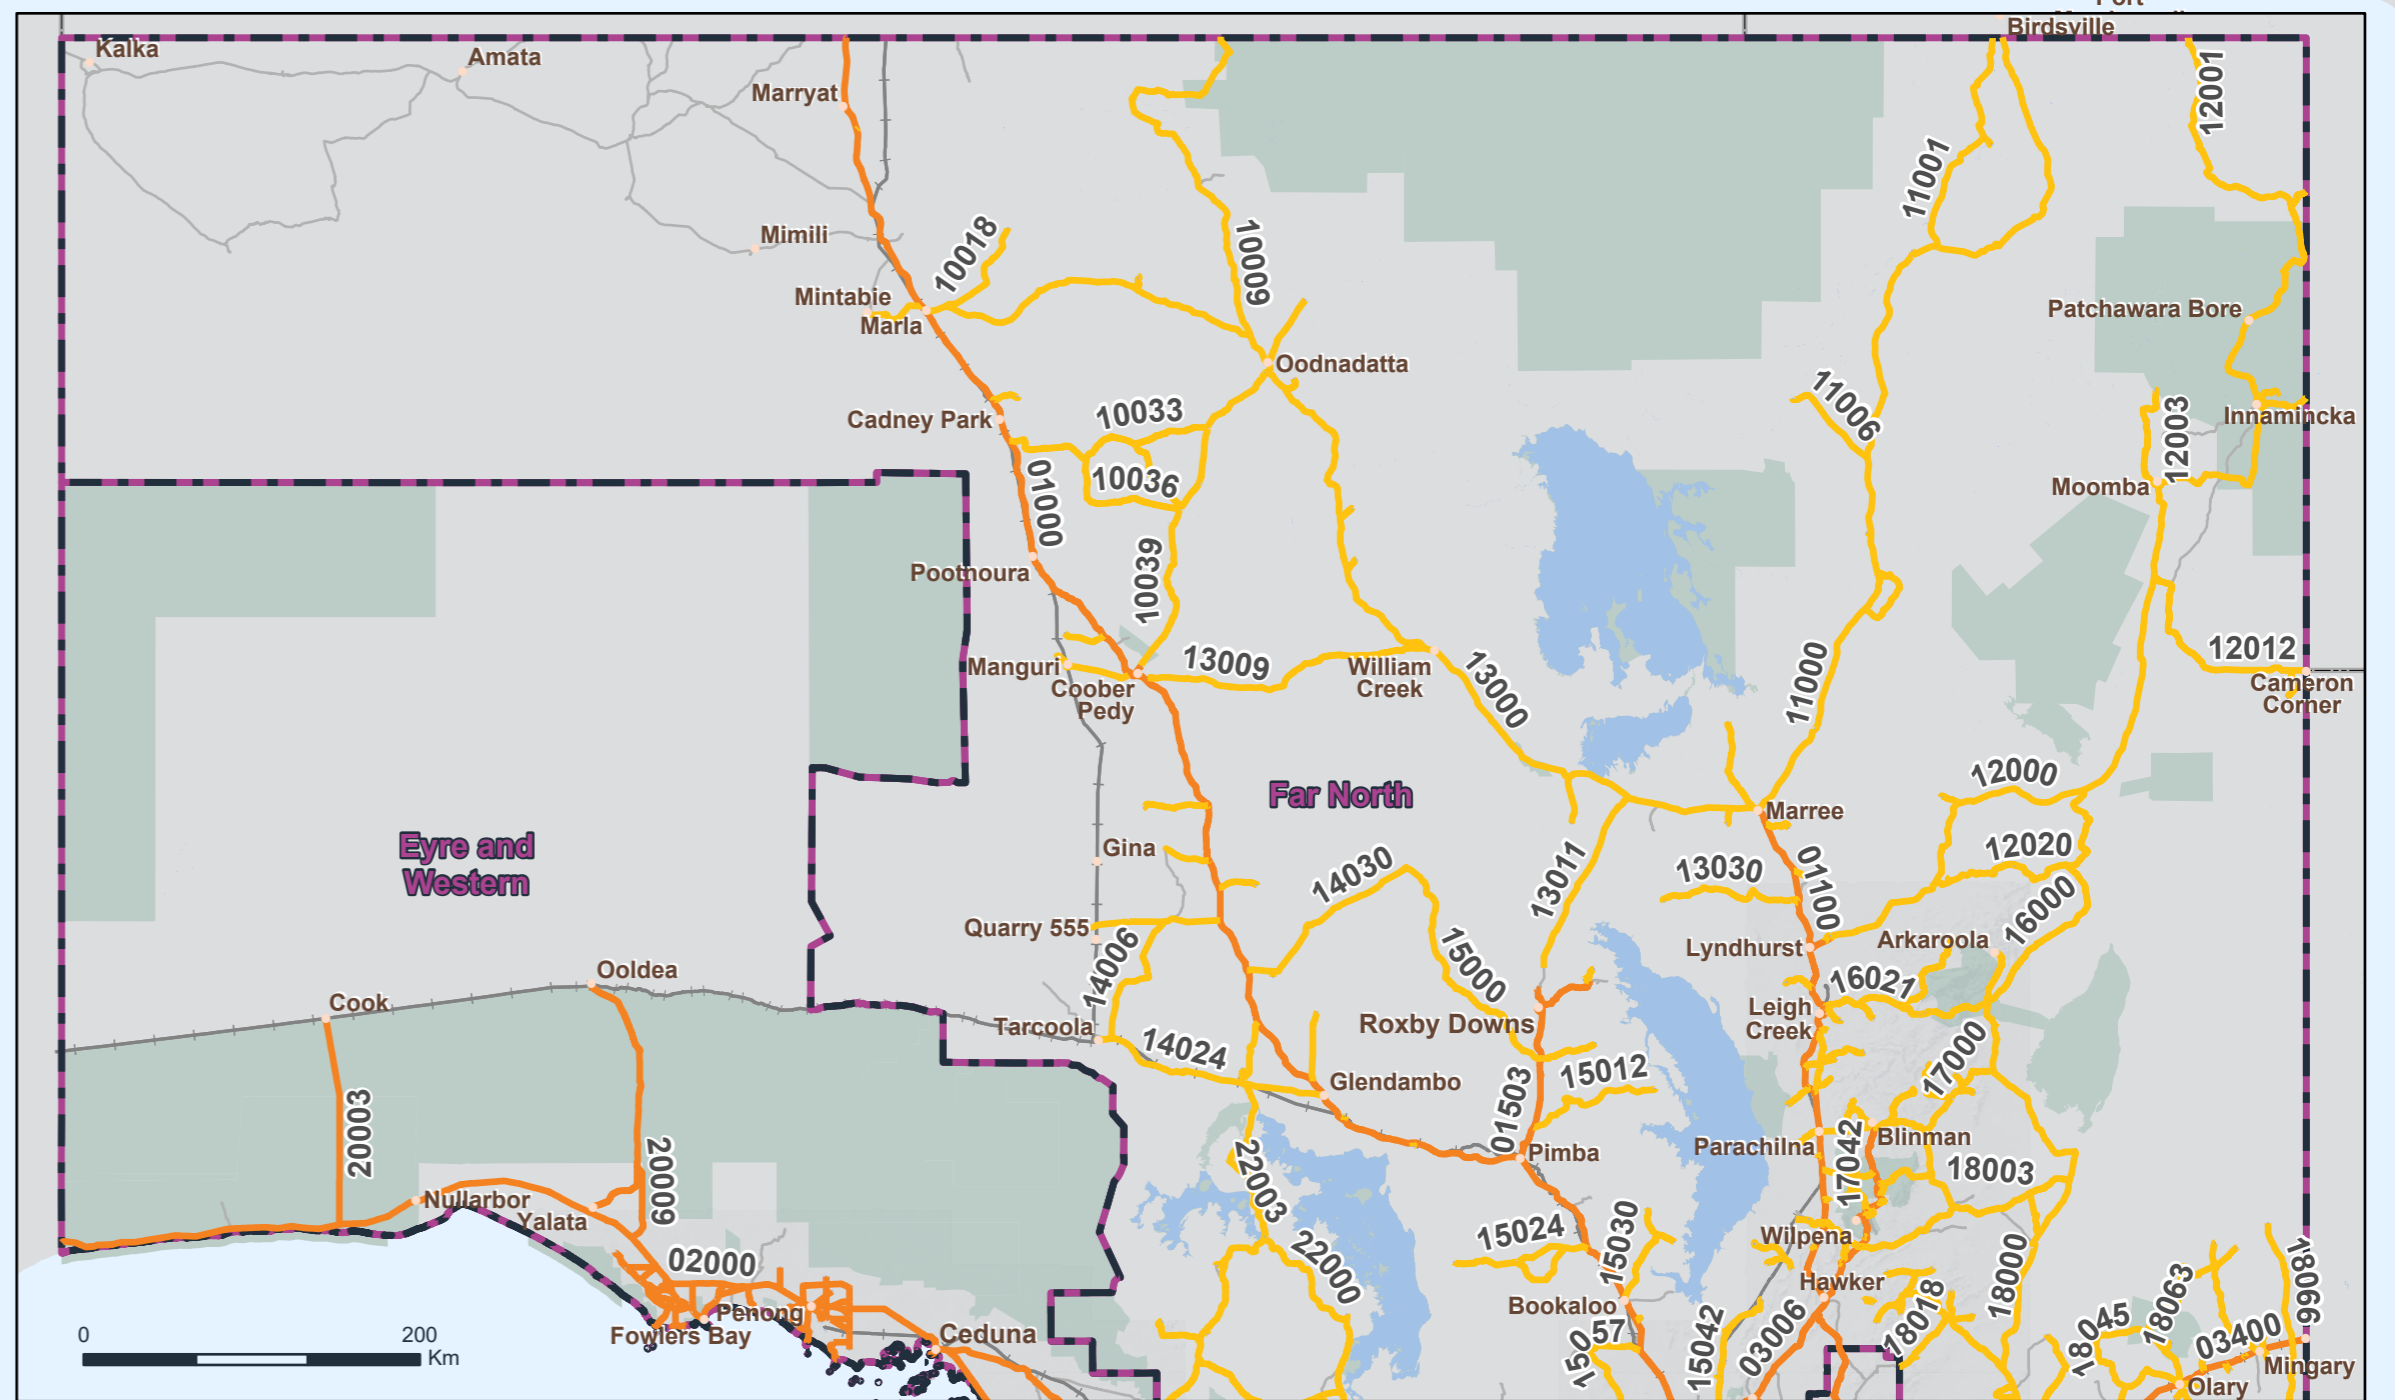 Birdsville
Kalka
Amata
Marryat
12001
11001
Mimili
10018
10009
Mintabie
Marla
Patchawara Bore
Oodnadatta
Cadney Park
10033
11006
12003
Innamincka
10036
01000
Moomba
10039
Pootnoura
13009
12012
Manguri
William
Creek
13000
11000
Coober
Pedy
Cameron
Corner
Far North
12000
Marree
Eyre and
Western
Gina
14030
13011
13030
01100
12020
16000
Quarry 555
14006
15000
Lyndhurst
Arkaroola
16021
Ooldea
Cook
Leigh
Creek
Tarcoola
Roxby Downs
14024
17000
Glendambo
01503
15012
20003
20009
Pimba
Parachilna
17042
Blinman
18003
Nullarbor
Yalata
22003
22000
15024
15030
Wilpena
18000
02000
Hawker
18063
18066
Penong
Fowlers Bay
Bookaloo
15057
15042
03006
18018
18045
03400
Ceduna
Mingary
Olary
0
200
Km